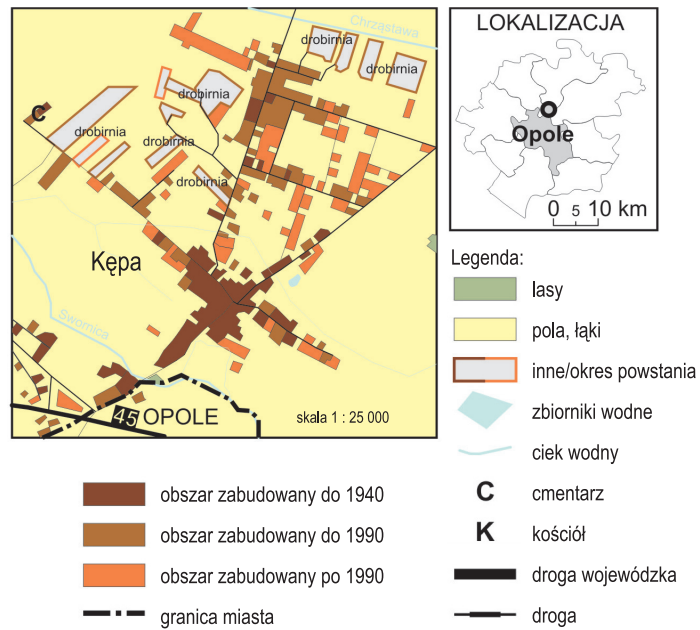 Chrząstawa
drobirnia
drobirnia
C
drobirnia
drobirnia
drobirnia
Kępa
Swornica
45 OPOLE
skala 1 : 25 000
LOKALIZACJA
Opole
0 5 10 km
Legenda:
lasy
pola, łąki
inne/okres powstania
zbiorniki wodne
ciek wodny
C cmentarz
K kościół
droga wojewódzka
droga
obszar zabudowany do 1940
obszar zabudowany do 1990
obszar zabudowany po 1990
granica miasta